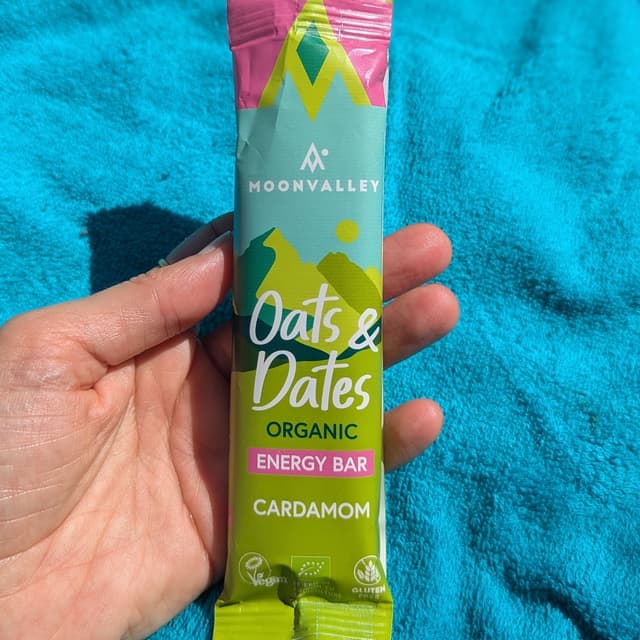 MOONVALLEY
Oats &
Dates
ORGANIC
ENERGY BAR
CARDAMOM
Vegan
GLUTEN
FREE